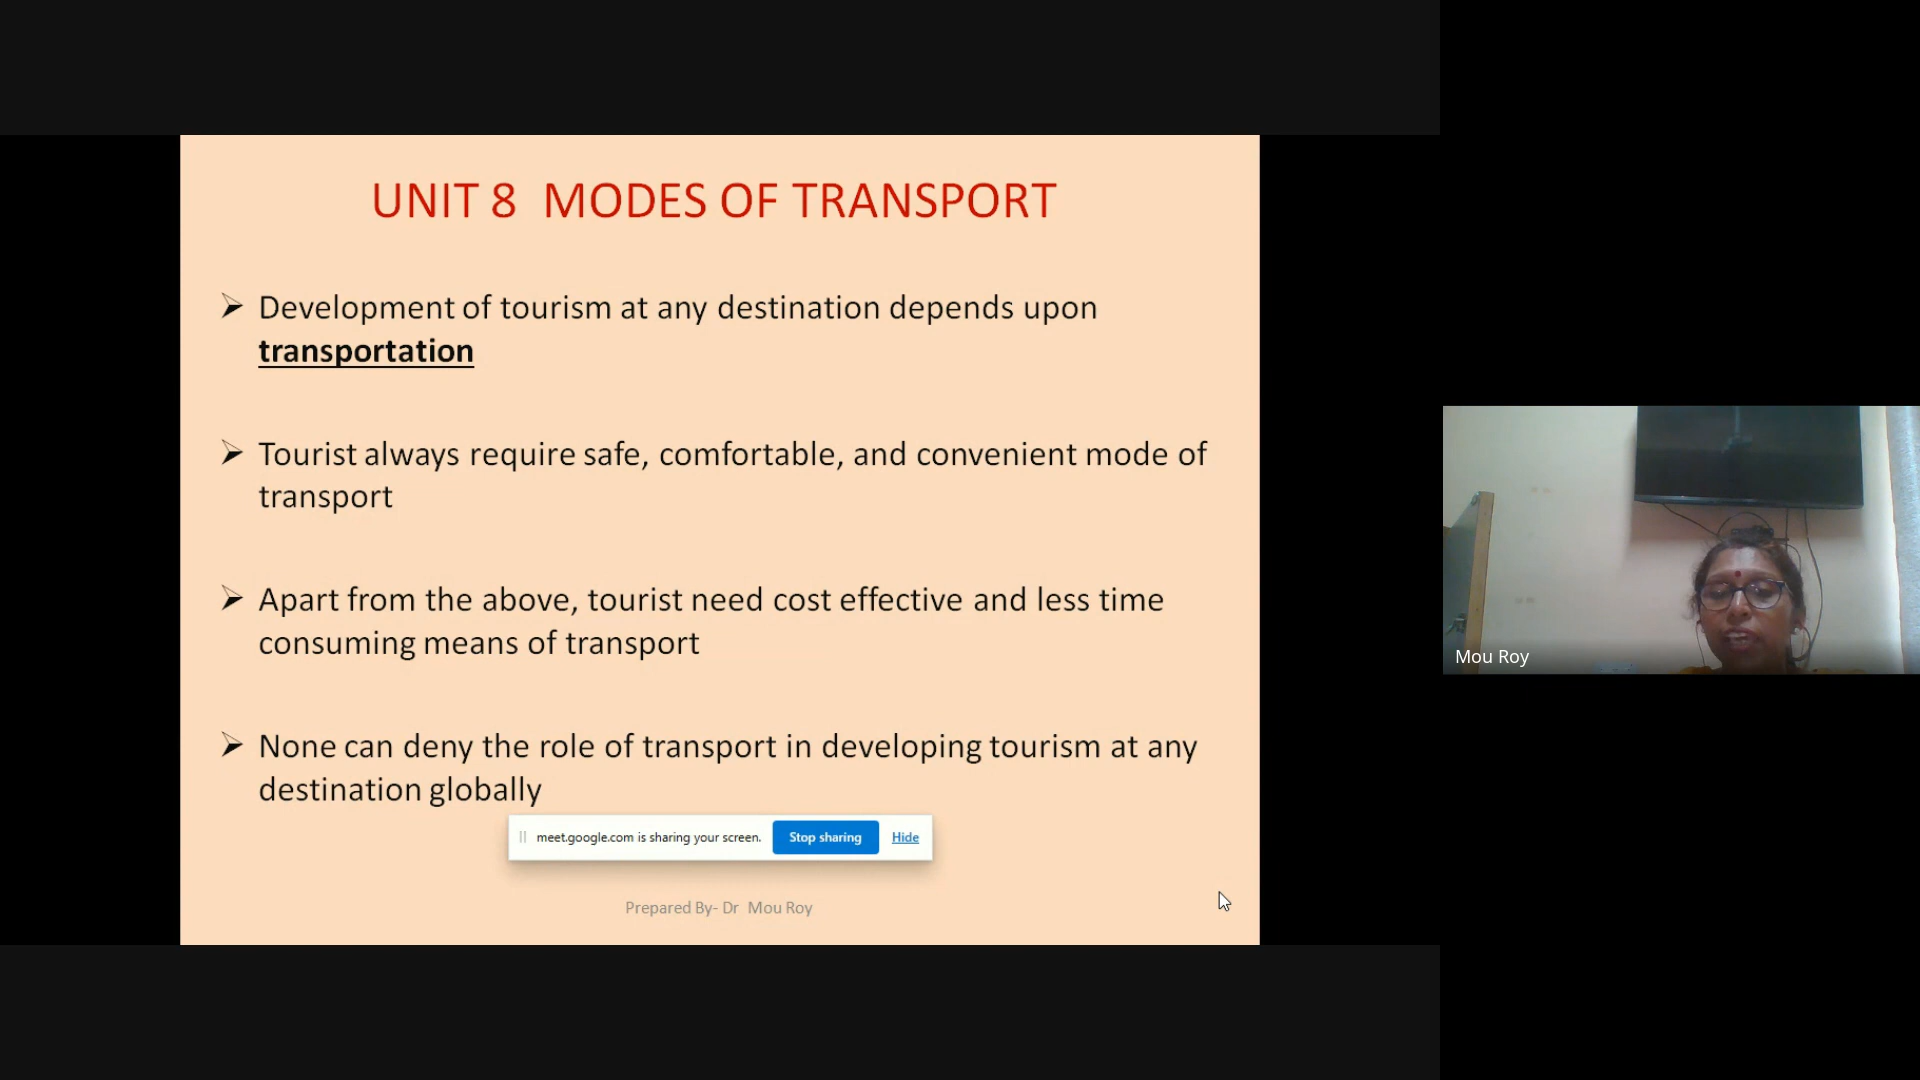 UNIT 8 MODES OF TRANSPORT
Development of tourism at any destination depends upon
transportation
Tourist always require safe, comfortable, and convenient mode of
transport
Apart from the above, tourist need cost effective and less time
consuming means of transport
None can deny the role of transport in developing tourism at any
destination globally
meet.google.com is sharing your screen. Stop sharing Hide
Prepared By- Dr Mou Roy
Mou Roy